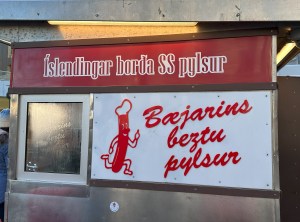 Íslendingar borða SS pylsur
Bæjarins
beztu
pylsur